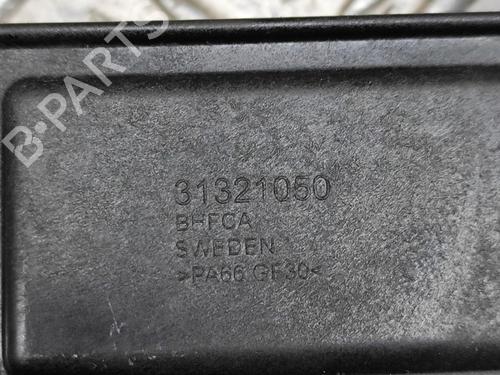 B-PARTS
31321050
BHFCA
SWEDEN
>PA66 GF30<